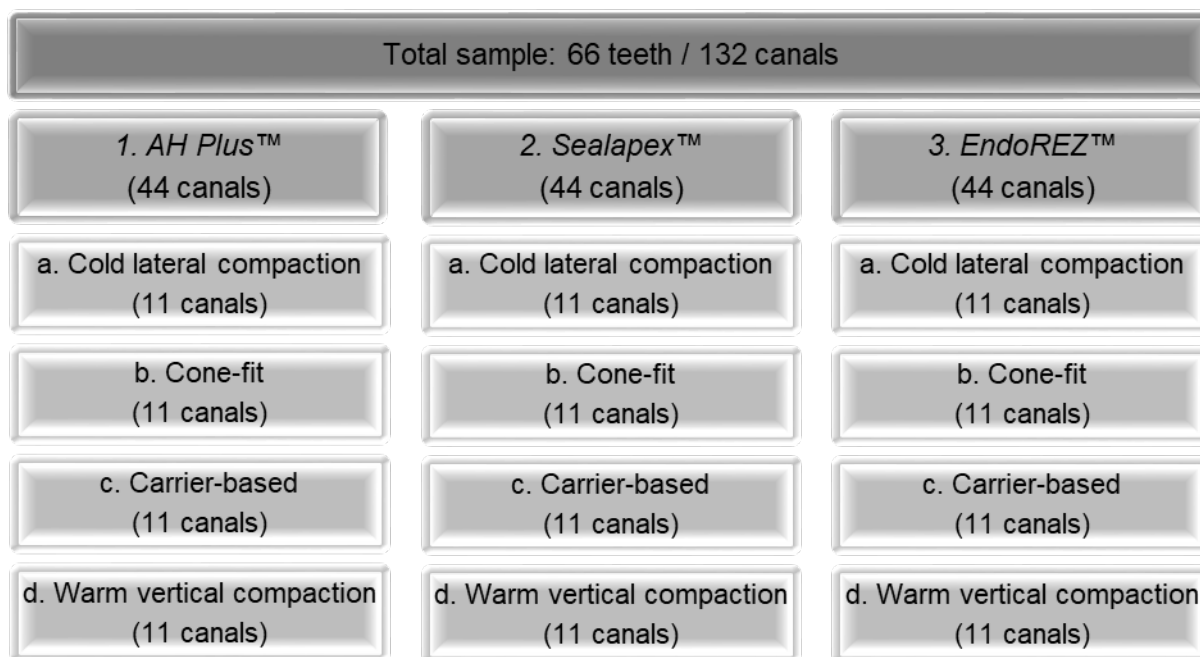 Total sample: 66 teeth / 132 canals
1. AH Plus™
(44 canals)
2. Sealapex™
(44 canals)
3. EndoREZ™
(44 canals)
a. Cold lateral compaction
(11 canals)
a. Cold lateral compaction
(11 canals)
a. Cold lateral compaction
(11 canals)
b. Cone-fit
(11 canals)
b. Cone-fit
(11 canals)
b. Cone-fit
(11 canals)
c. Carrier-based
(11 canals)
c. Carrier-based
(11 canals)
c. Carrier-based
(11 canals)
d. Warm vertical compaction
(11 canals)
d. Warm vertical compaction
(11 canals)
d. Warm vertical compaction
(11 canals)